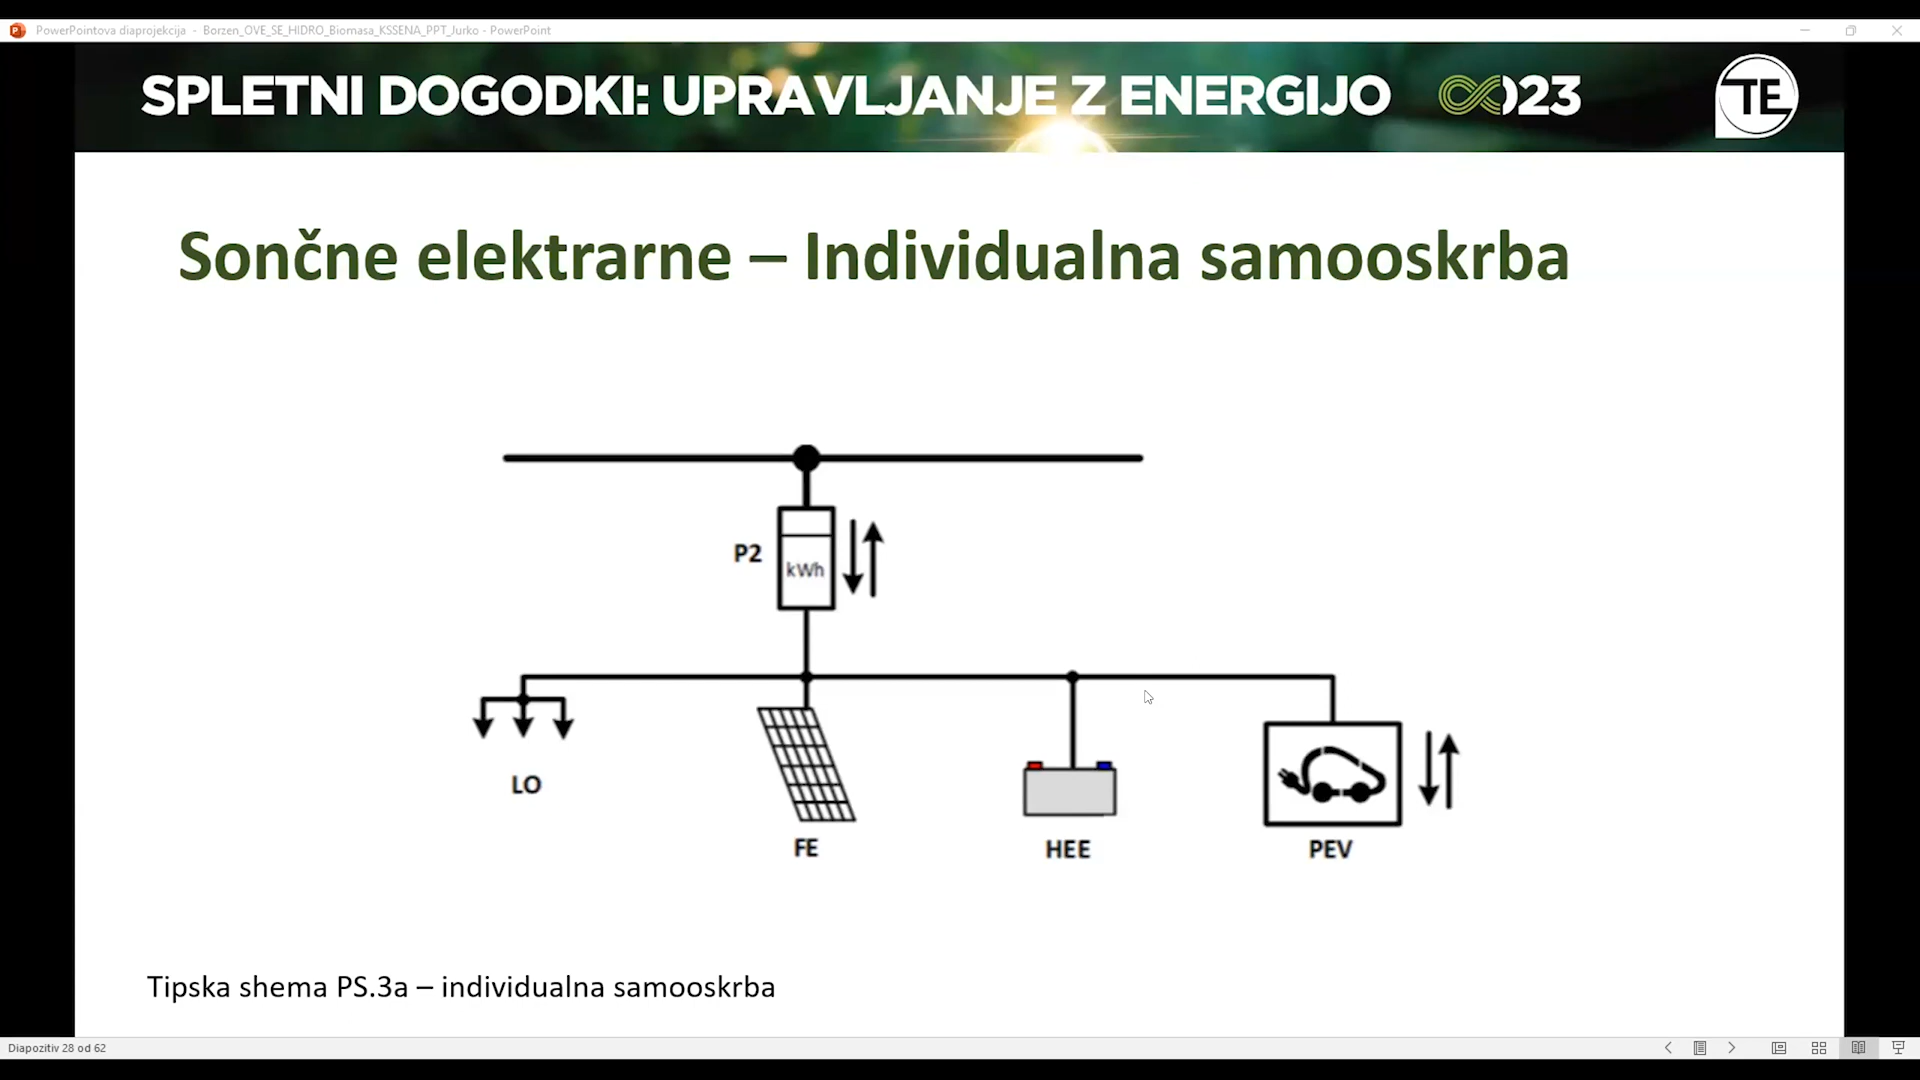 PowerPointova diaprojekcija - Borzen_OVE_SE_HIDRO_Biomasa_KSSENA_PPT_Jurko - PowerPoint
SPLETNI DOGODKI: UPRAVLJANJE Z ENERGIJO 023
TE
Sončne elektrarne – Individualna samooskrba
P2
kWh
LO
FE
HEE
PEV
Tipska shema PS.3a – individualna samooskrba
Diapozitiv 28 od 62